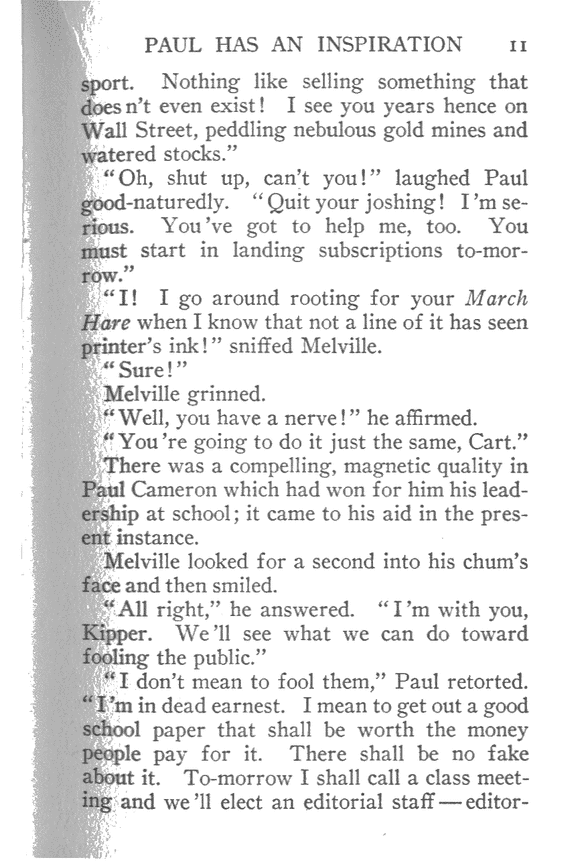 PAUL HAS AN INSPIRATION 11
sport. Nothing like selling something that
does n't even exist! I see you years hence on
Wall Street, peddling nebulous gold mines and
watered stocks."
"Oh, shut up, can't you!" laughed Paul
good-naturedly. "Quit your joshing! I'm se-
rious. You've got to help me, too. You
must start in landing subscriptions to-mor-
row."
"I! I go around rooting for your March
Hare when I know that not a line of it has seen
printer's ink!" sniffed Melville.
"Sure!"
Melville grinned.
"Well, you have a nerve!" he affirmed.
"You're going to do it just the same, Cart."
There was a compelling, magnetic quality in
Paul Cameron which had won for him his lead-
ership at school; it came to his aid in the pres-
ent instance.
Melville looked for a second into his chum's
face and then smiled.
"All right," he answered. "I'm with you,
Kipper. We'll see what we can do toward
fooling the public."
"I don't mean to fool them," Paul retorted.
"I'm in dead earnest. I mean to get out a good
school paper that shall be worth the money
people pay for it. There shall be no fake
about it. To-morrow I shall call a class meet-
ing and we'll elect an editorial staff—editor-